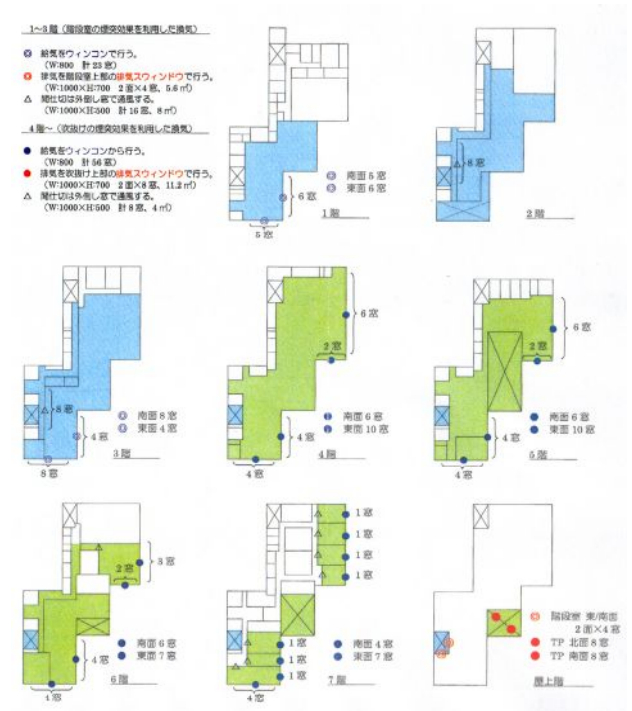 1~3階（階段室の煙突効果を利用した換気）
給気をウィンコンで行う。
(W:800 計23窓)
排気を階段室上部の排気スウィンドウで行う。
(W:1000×H:700 2面×4窓、5.6㎡)
△ 間仕切は外倒し窓で通風する。
(W:1000×H:500 計16窓、8㎡)
4階~（吹抜けの煙突効果を利用した換気）
● 給気をウィンコンから行う。
(W:800 計56窓)
● 排気を吹抜け上部の排気スウィンドウで行う。
(W:1000×H:700 2面×8窓、11.2㎡)
△ 間仕切は外倒し窓で通風する。
(W:1000×H:500 計8窓、4㎡)
南面5窓
東面6窓
6窓
5窓
1階
8窓
2階
8窓
南面8窓
東面4窓
4窓
8窓
3階
6窓
2窓
南面6窓
東面10窓
4窓
4窓
4階
6窓
2窓
南面6窓
東面10窓
4窓
4窓
5階
3窓
2窓
南面6窓
東面7窓
4窓
4窓
6階
1窓
1窓
1窓
1窓
南面4窓
東面7窓
1窓
1窓
1窓
4窓
7階
階段室 東/南面
2面×4窓
TP 北面8窓
TP 南面8窓
屋上階